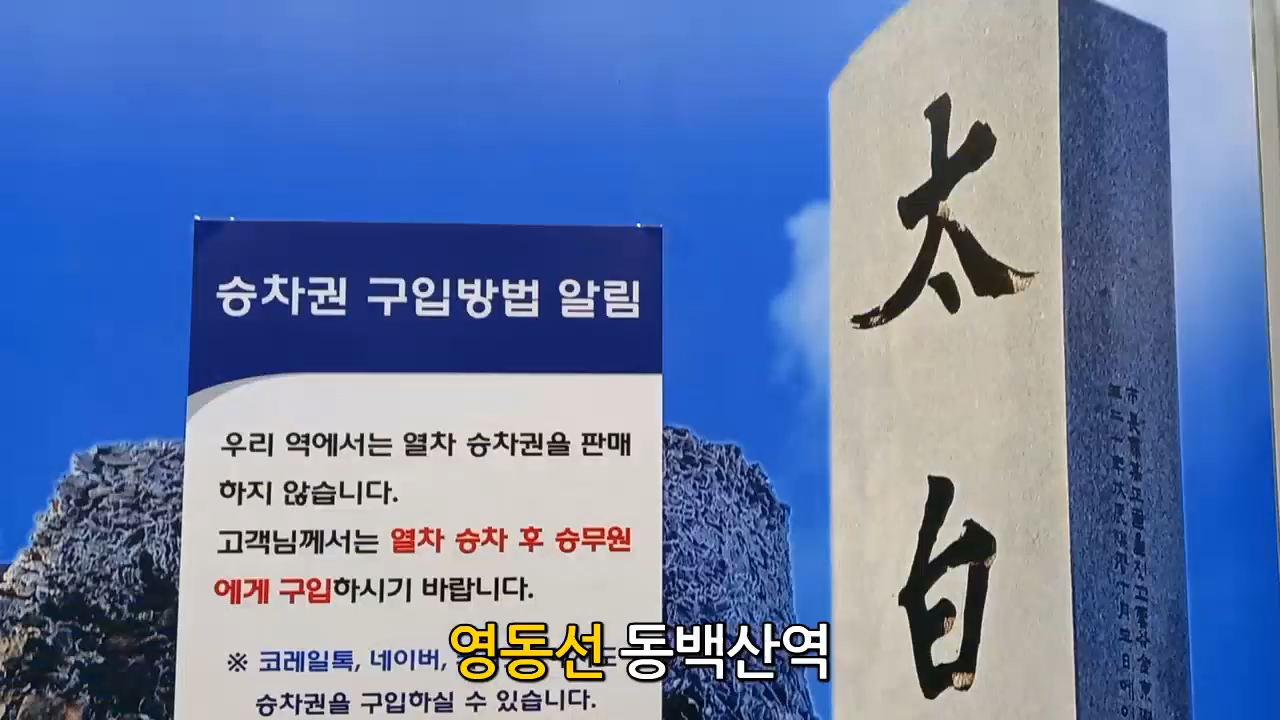 승차권 구입방법 알림
우리 역에서는 열차 승차권을 판매
하지 않습니다.
고객님께서는 열차 승차 후 승무원
에게 구입하시기 바랍니다.
※ 코레일톡, 네이버, 도
승차권을 구입하실 수 있습니다.
太
白
영동선 동백산역